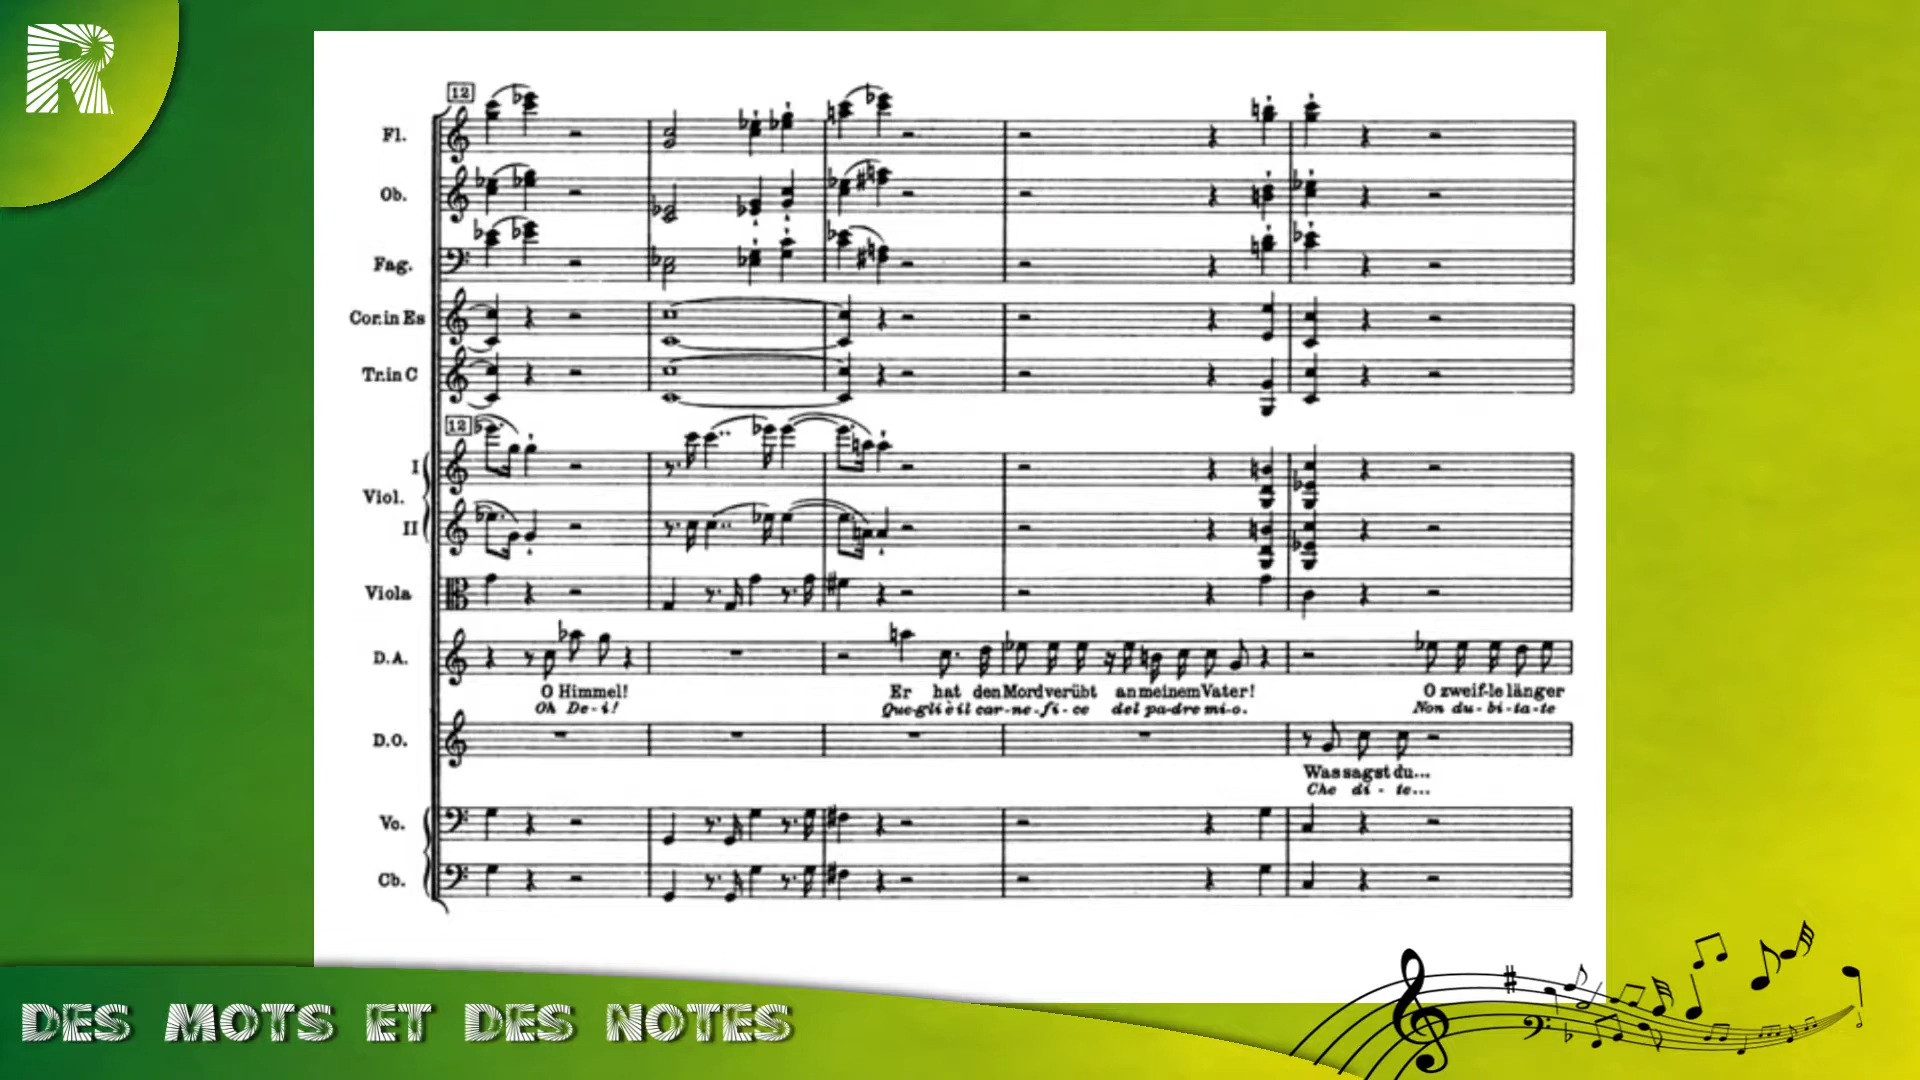 R
12
Fl.
Ob.
Fag.
Cor. in Es
Tr. in C
12
I
Viol.
II
Viola
D.A.
O Himmel! Er hat den Mord verübt an meinem Vater! O zweif-le länger
Oh De-i! Que-gli è il car-ne-fi-ce del pa-dre mi-o. Non du-bi-ta-te
D.O.
Was sagst du...
Che di-te...
Vc.
Cb.
DES MOTS ET DES NOTES